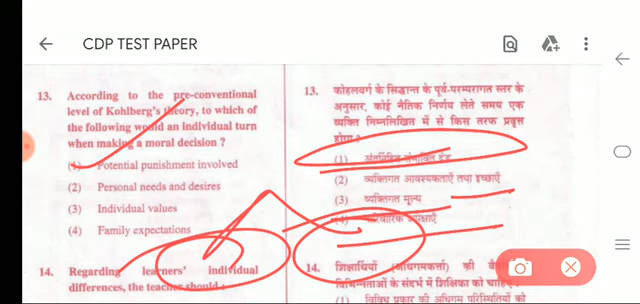 CDP TEST PAPER
13. According to the pre-conventional
level of Kohlberg's theory, to which of
the following would an individual turn
when making a moral decision ?
(1) Potential punishment involved
(2) Personal needs and desires
(3) Individual values
(4) Family expectations
14. Regarding learners' individual
differences, the teacher should :
13. कोहलबर्ग के सिद्धान्त के पूर्व-परम्परागत स्तर के
अनुसार, कोई नैतिक निर्णय लेते समय एक
व्यक्ति निम्नलिखित में से किस तरफ प्रवृत्त
होगा ?
(1) अंतर्निहित संभावित दंड
(2) व्यक्तिगत आवश्यकताएँ तथा इच्छाएँ
(3) व्यक्तिगत मूल्य
(4) पारिवारिक अपेक्षाएँ
14. शिक्षार्थियों (अधिगमकर्त्ता) की
विभिन्नताओं के संदर्भ में शिक्षिका को चाहिए
(1) विविध प्रकार की अधिगम परिस्थितियों को